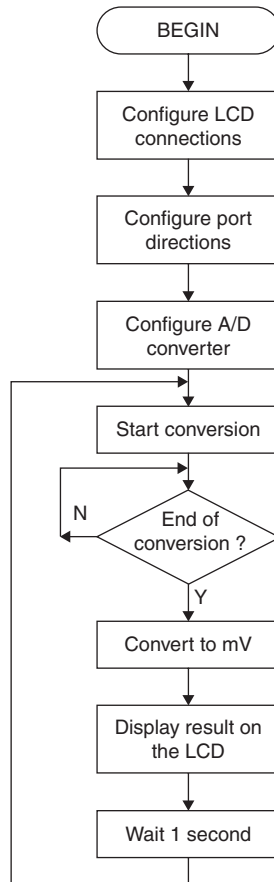 BEGIN
Configure LCD
connections
Configure port
directions
Configure A/D
converter
Start conversion
N
End of
conversion ?
Y
Convert to mV
Display result on
the LCD
Wait 1 second